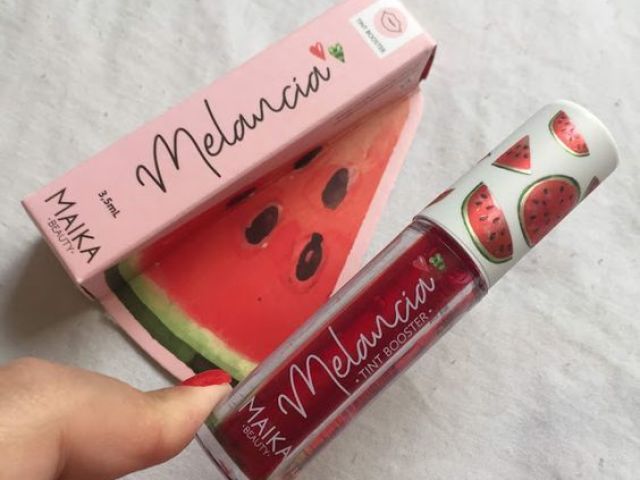 TINT BOOSTER
Melancia
3,5mL
MAIKA
·BEAUTY·
Melancia
·TINT BOOSTER·
MAIKA
·BEAUTY·